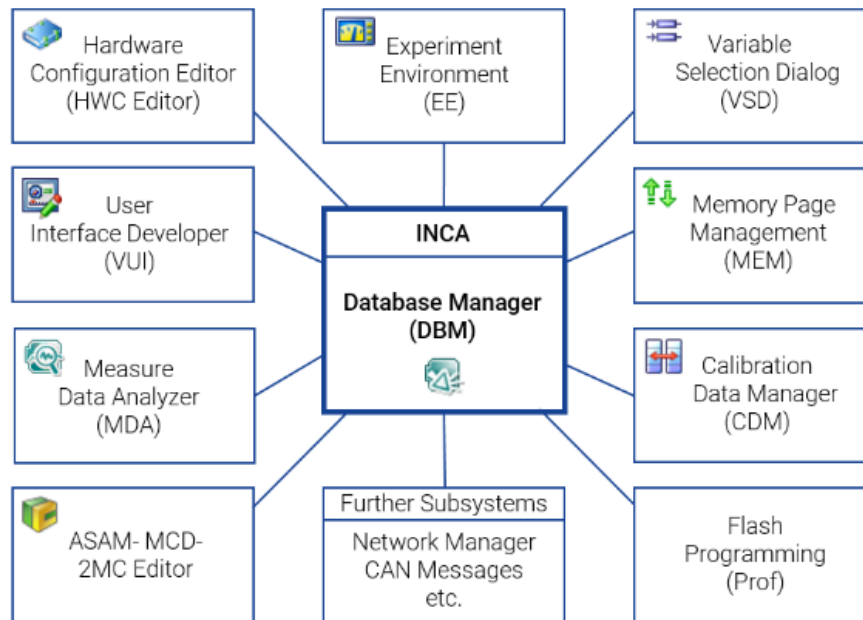 Hardware
Configuration Editor
(HWC Editor)
Experiment
Environment
(EE)
Variable
Selection Dialog
(VSD)
User
Interface Developer
(VUI)
INCA
Database Manager
(DBM)
Memory Page
Management
(MEM)
Measure
Data Analyzer
(MDA)
Calibration
Data Manager
(CDM)
ASAM- MCD-
2MC Editor
Further Subsystems
Network Manager
CAN Messages
etc.
Flash
Programming
(Prof)